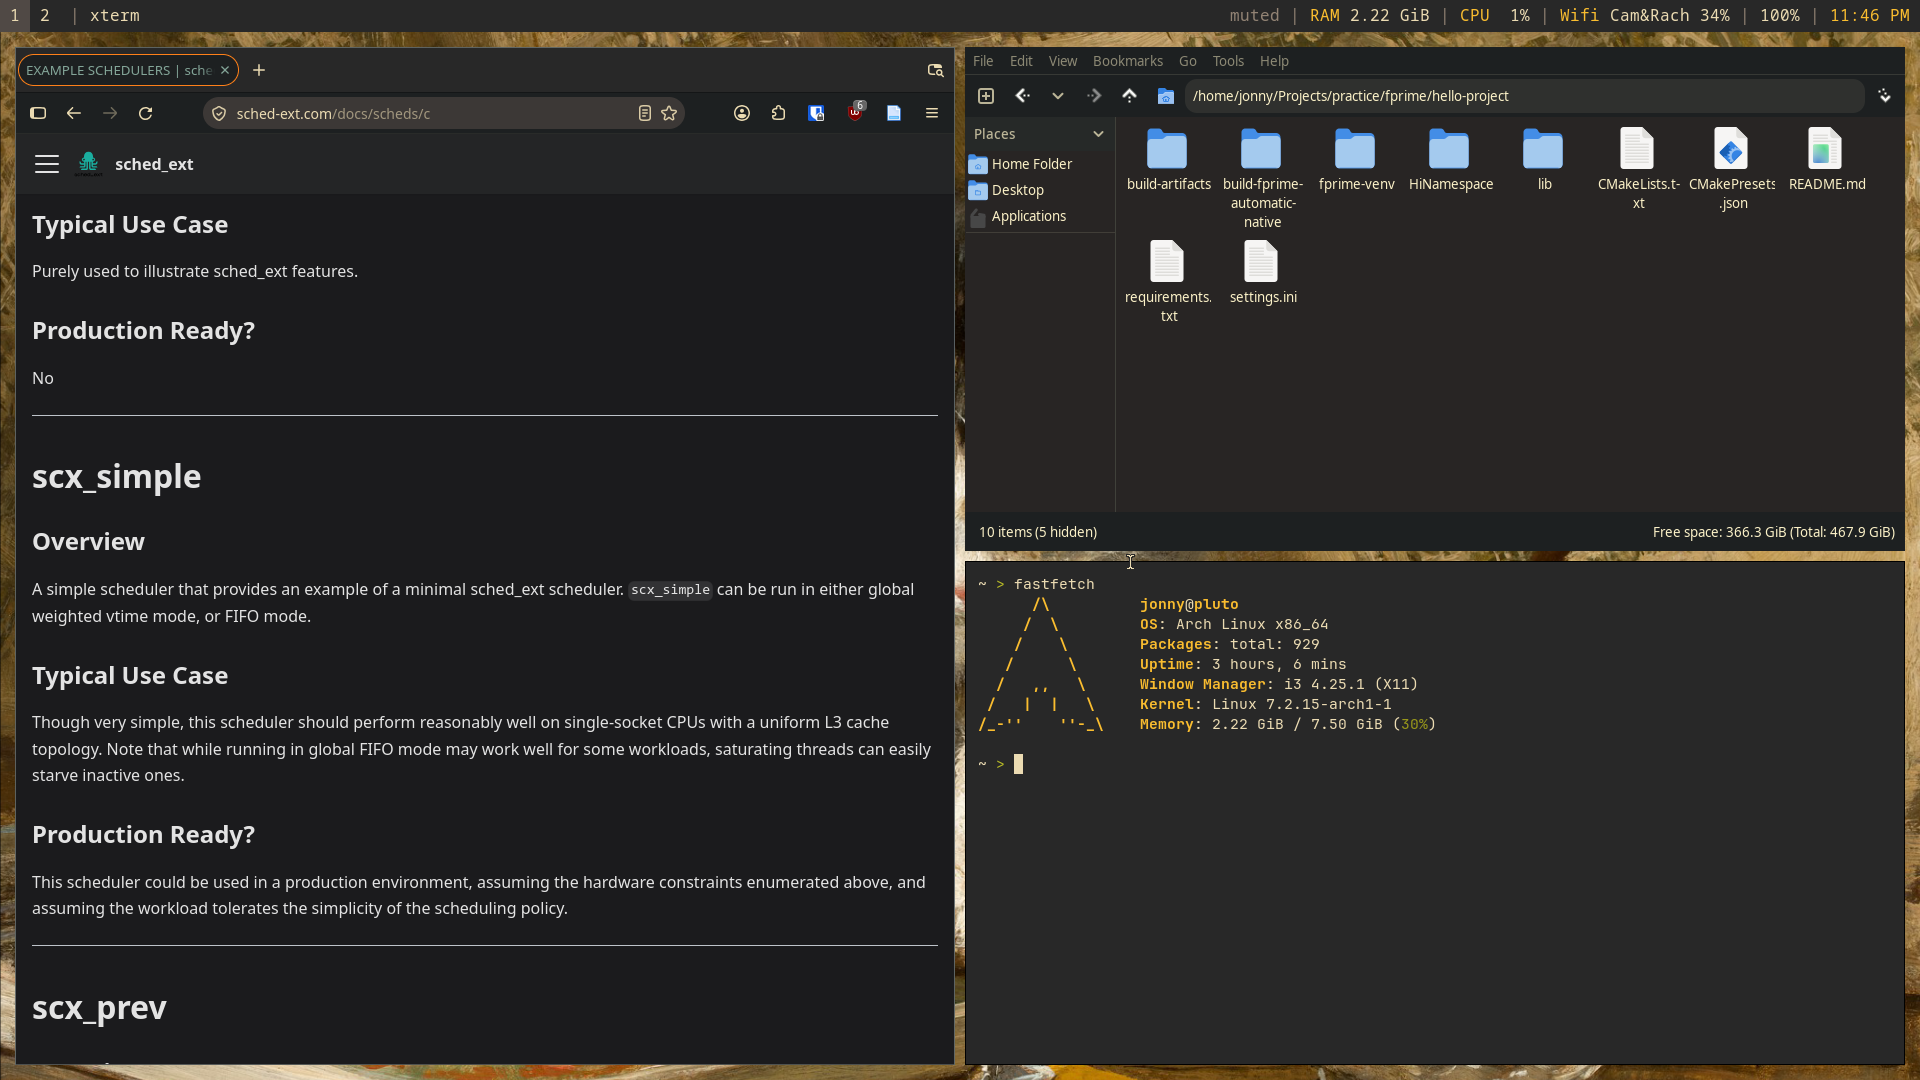 1 2 | xterm
muted | RAM 2.22 GiB | CPU 1% | Wifi Cam&Rach 34% | 100% | 11:46 PM
EXAMPLE SCHEDULERS | sche
sched-ext.com/docs/scheds/c
6
sched_ext
Typical Use Case
Purely used to illustrate sched_ext features.
Production Ready?
No
scx_simple
Overview
A simple scheduler that provides an example of a minimal sched_ext scheduler. scx_simple can be run in either global
weighted vtime mode, or FIFO mode.
Typical Use Case
Though very simple, this scheduler should perform reasonably well on single-socket CPUs with a uniform L3 cache
topology. Note that while running in global FIFO mode may work well for some workloads, saturating threads can easily
starve inactive ones.
Production Ready?
This scheduler could be used in a production environment, assuming the hardware constraints enumerated above, and
assuming the workload tolerates the simplicity of the scheduling policy.
scx_prev
File Edit View Bookmarks Go Tools Help
/home/jonny/Projects/practice/fprime/hello-project
Places
Home Folder
Desktop
Applications
build-artifacts
build-fprime-
automatic-
native
fprime-venv
HiNamespace
lib
CMakeLists.t-
xt
CMakePresets
.json
README.md
requirements.
txt
settings.ini
10 items (5 hidden)
Free space: 366.3 GiB (Total: 467.9 GiB)
~ > fastfetch
/\
/ \
/ \
/ \
/ ,, \
/ | | \
/_-'' ''-_\
jonny@pluto
OS: Arch Linux x86_64
Packages: total: 929
Uptime: 3 hours, 6 mins
Window Manager: i3 4.25.1 (X11)
Kernel: Linux 7.2.15-arch1-1
Memory: 2.22 GiB / 7.50 GiB (30%)
~ >